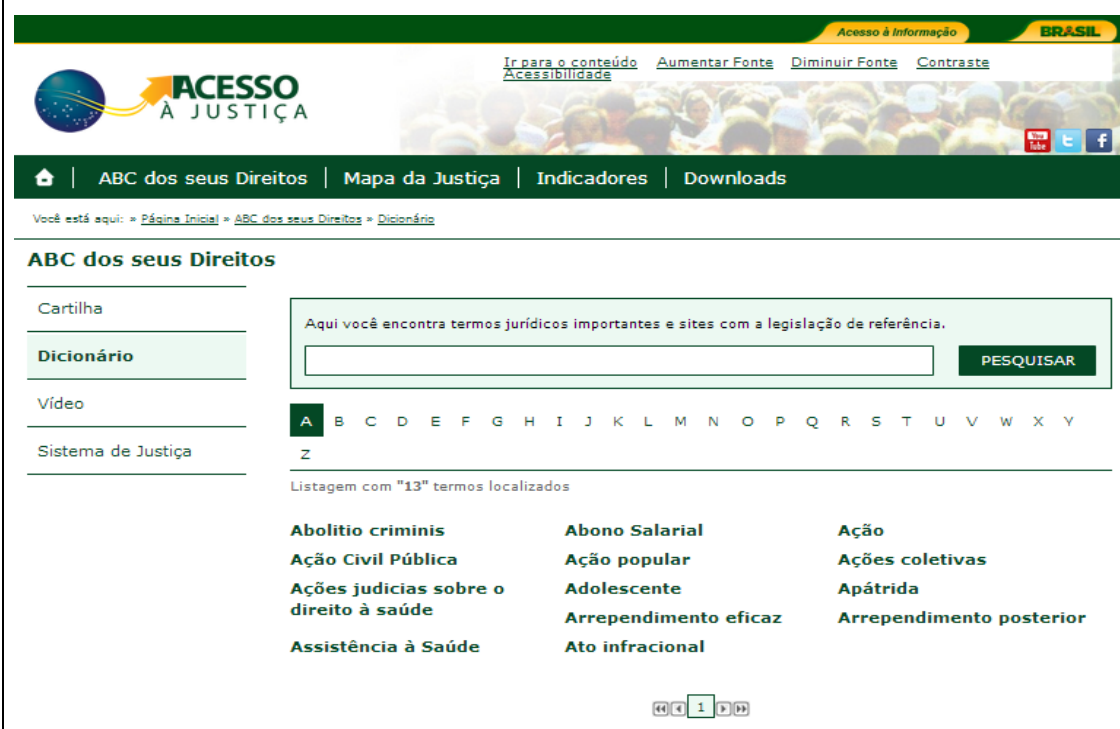 Acesso à Informação BRASIL
Ir para o conteúdo Aumentar Fonte Diminuir Fonte Contraste
Acessibilidade
ACESSO
À JUSTIÇA
You
Tube
ABC dos seus Direitos | Mapa da Justiça | Indicadores | Downloads
Você está aqui: » Página Inicial » ABC dos seus Direitos » Dicionário
ABC dos seus Direitos
Cartilha
Dicionário
Vídeo
Sistema de Justiça
Aqui você encontra termos jurídicos importantes e sites com a legislação de referência.
PESQUISAR
A B C D E F G H I J K L M N O P Q R S T U V W X Y
Z
Listagem com "13" termos localizados
Abolitio criminis Abono Salarial Ação
Ação Civil Pública Ação popular Ações coletivas
Ações judicias sobre o Adolescente Apátrida
direito à saúde Arrependimento eficaz Arrependimento posterior
Assistência à Saúde Ato infracional
1